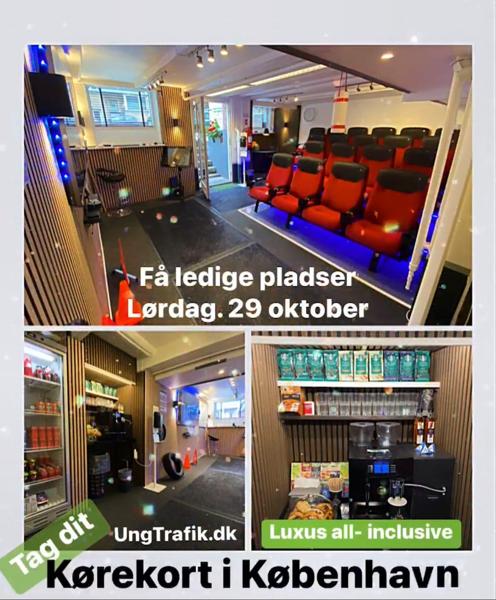 Få ledige pladser
Lørdag. 29 oktober
UngTrafik.dk
Luxus all- inclusive
Tag dit
Kørekort i København